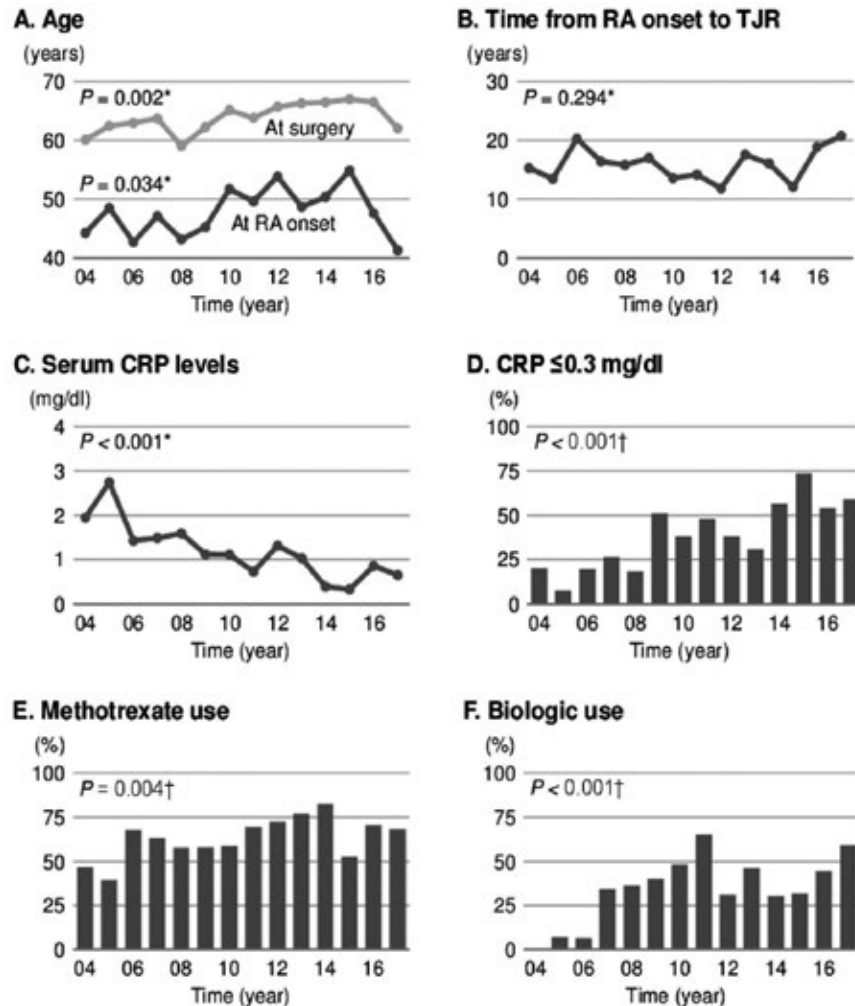 A. Age
(years)
70
60
50
40
P = 0.002*
At surgery
P = 0.034*
At RA onset
04 06 08 10 12 14 16
Time (year)
B. Time from RA onset to TJR
(years)
30
20
10
0
P = 0.294*
04 06 08 10 12 14 16
Time (year)
C. Serum CRP levels
(mg/dl)
4
3
2
1
0
P < 0.001*
04 06 08 10 12 14 16
Time (year)
D. CRP ≤0.3 mg/dl
(%)
100
75
50
25
0
P < 0.001†
04 06 08 10 12 14 16
Time (year)
E. Methotrexate use
(%)
100
75
50
25
0
P = 0.004†
04 06 08 10 12 14 16
Time (year)
F. Biologic use
(%)
100
75
50
25
0
P < 0.001†
04 06 08 10 12 14 16
Time (year)